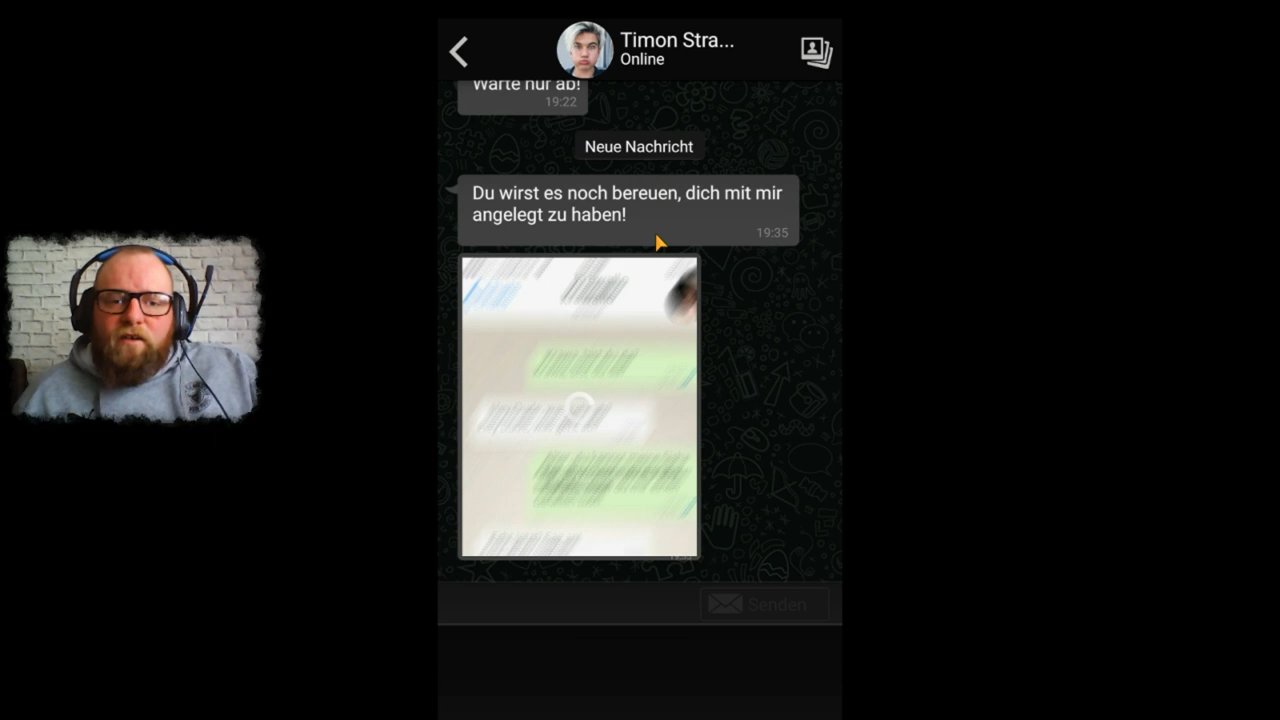 Timon Stra...
Online
Warte nur ab!
19:22
Neue Nachricht
Du wirst es noch bereuen, dich mit mir
angelegt zu haben!
19:35
Senden